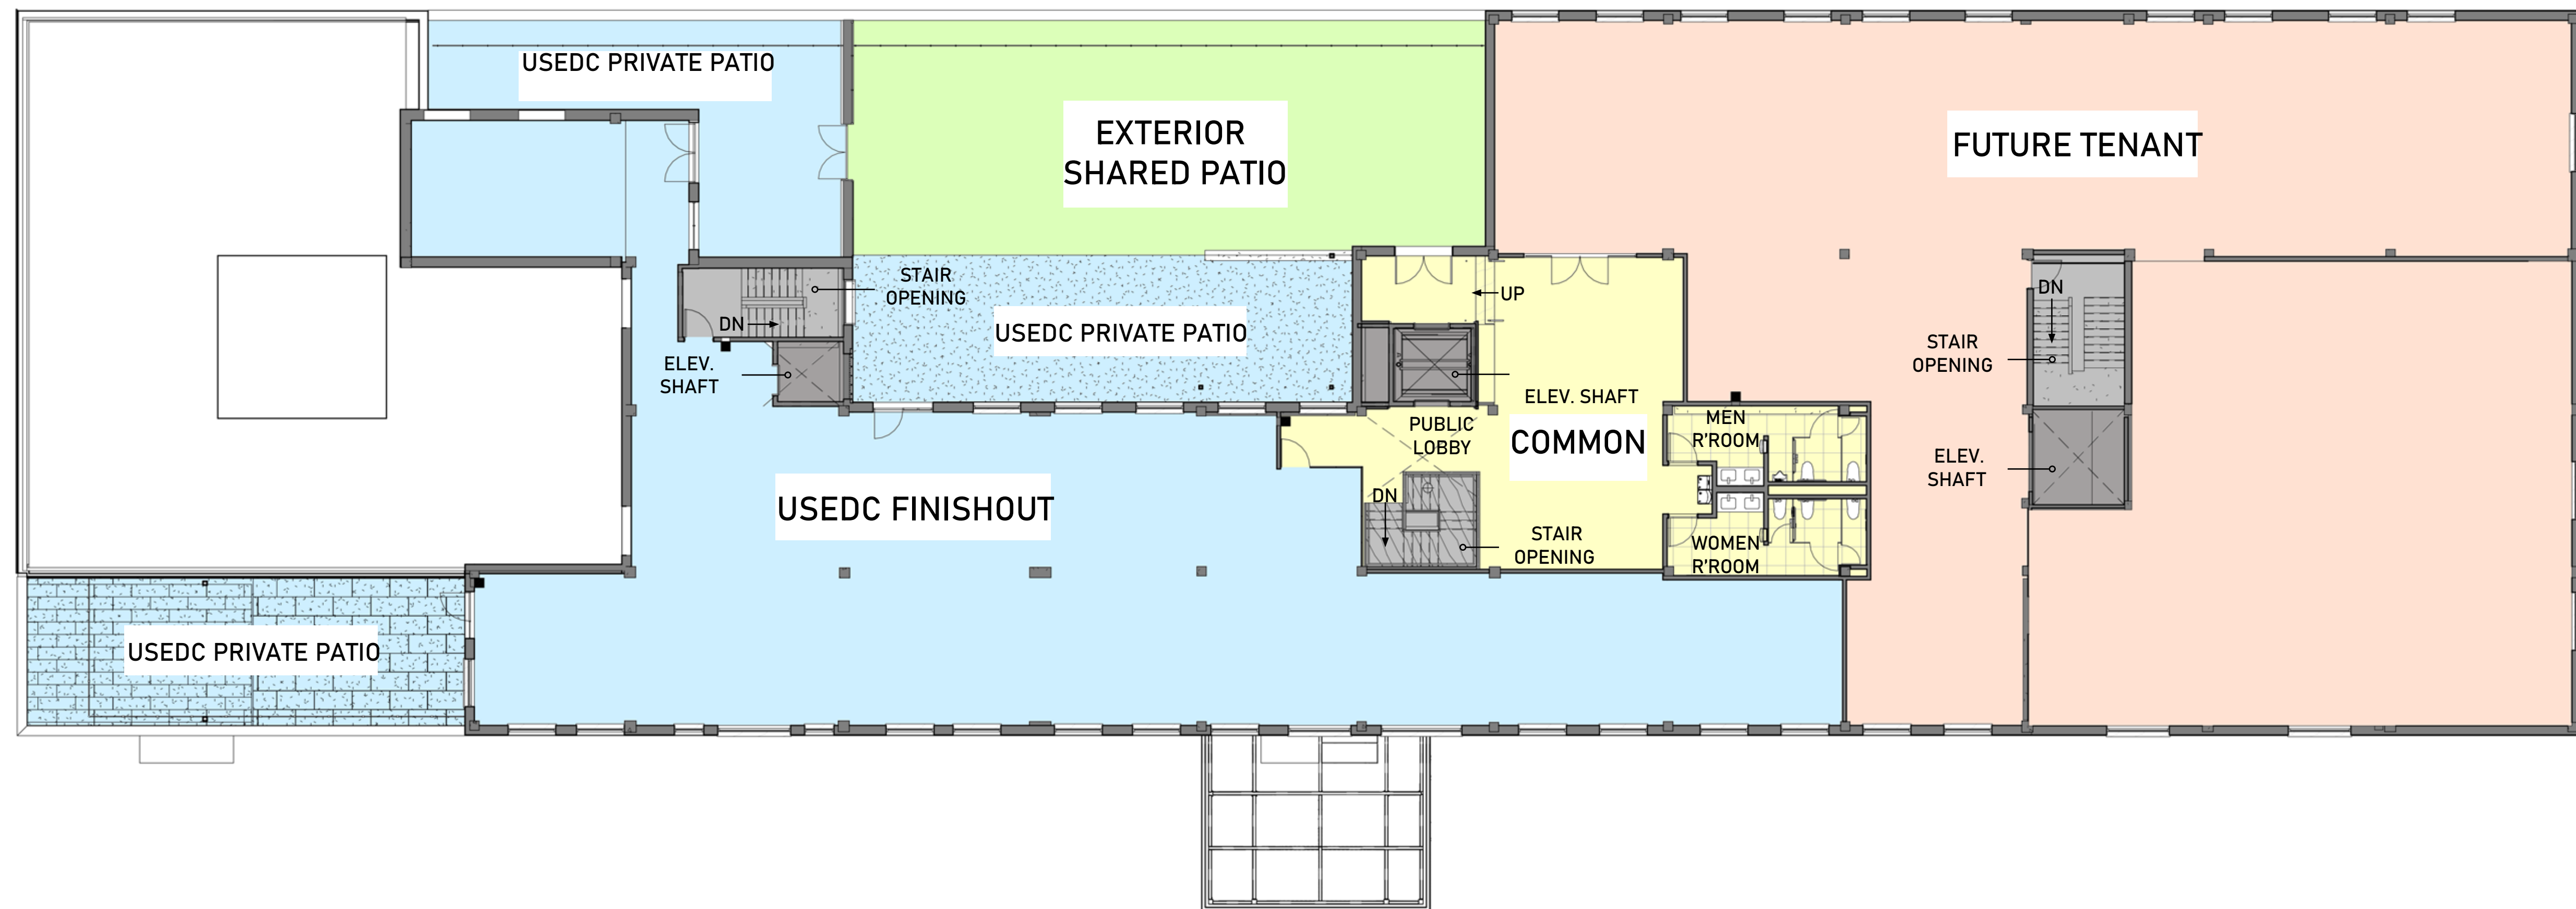 USEDC PRIVATE PATIO
EXTERIOR
SHARED PATIO
FUTURE TENANT
STAIR
OPENING
DN
ELEV.
SHAFT
USEDC PRIVATE PATIO
UP
ELEV. SHAFT
PUBLIC
LOBBY
COMMON
MEN
R'ROOM
DN
STAIR
OPENING
WOMEN
R'ROOM
DN
STAIR
OPENING
ELEV.
SHAFT
USEDC FINISHOUT
USEDC PRIVATE PATIO